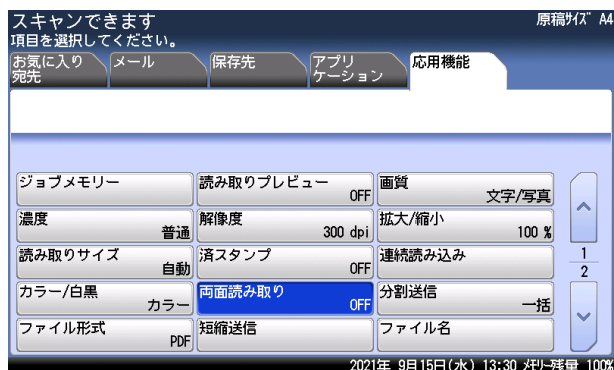 スキャンできます
原稿ｻｲｽﾞ A4
項目を選択してください。
お気に入り
宛先
メール
保存先
アプリ
ケーション
応用機能
ジョブメモリー
読み取りプレビュー
OFF
画質
文字/写真
濃度
普通
解像度
300 dpi
拡大/縮小
100 %
読み取りサイズ
自動
済スタンプ
OFF
連続読み込み
1
2
カラー/白黒
カラー
両面読み取り
OFF
分割送信
一括
ファイル形式
PDF
短縮送信
ファイル名
2021年 9月15日(水) 13:30 ﾒﾓﾘｰ残量 100%